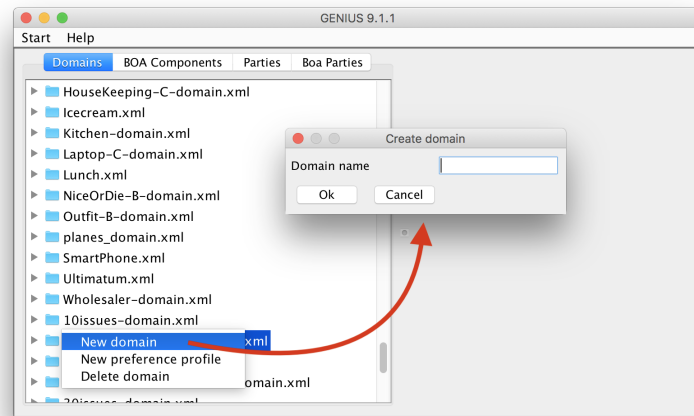 GENIUS 9.1.1
Start Help
Domains BOA Components Parties Boa Parties
HouseKeeping-C-domain.xml
Icecream.xml
Kitchen-domain.xml
Laptop-C-domain.xml
Lunch.xml
NiceOrDie-B-domain.xml
Outfit-B-domain.xml
planes_domain.xml
SmartPhone.xml
Ultimatum.xml
Wholesaler-domain.xml
10issues-domain.xml
xml
omain.xml
Create domain
Domain name
Ok Cancel
New domain
New preference profile
Delete domain